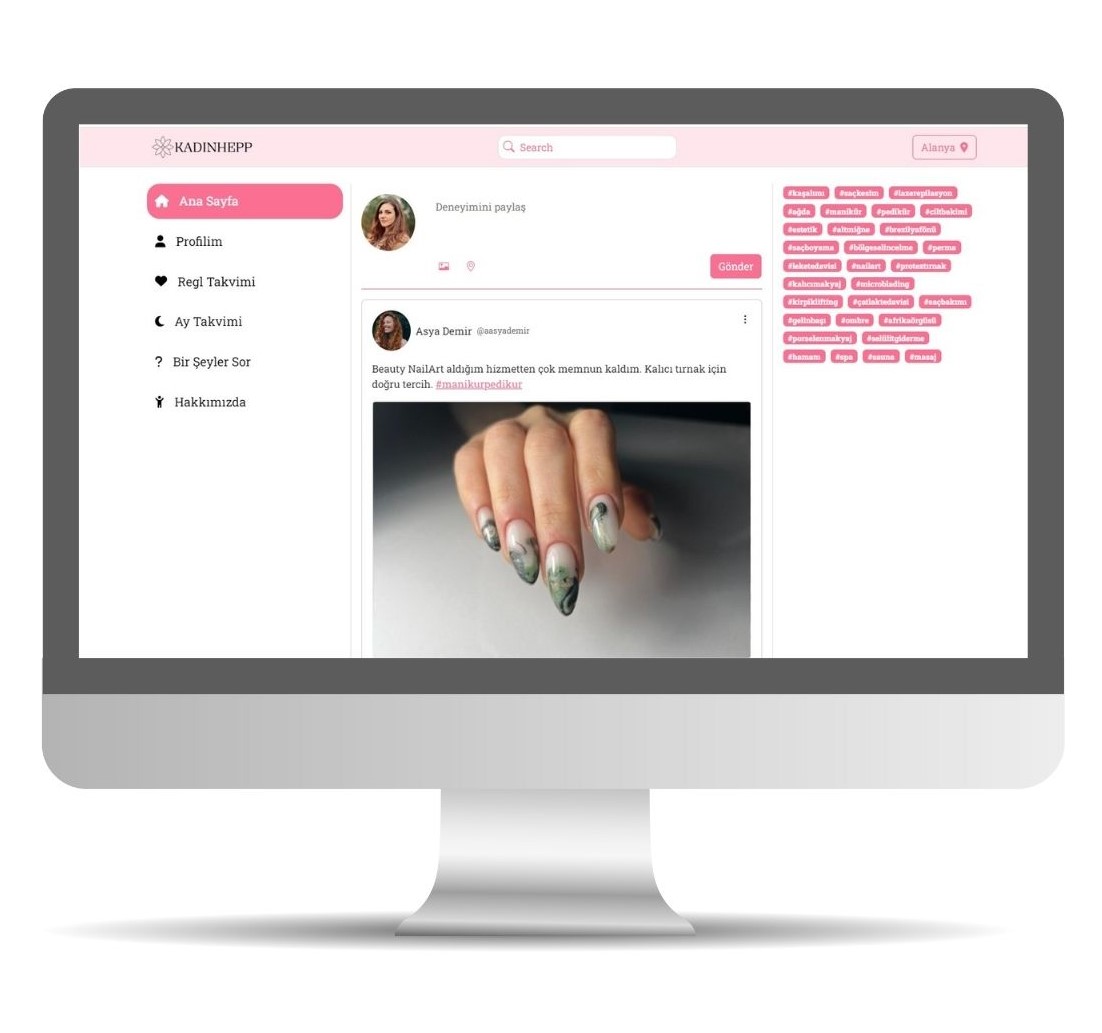 KADINHEPP
Search
Alanya
Ana Sayfa
Profilim
Regl Takvimi
Ay Takvimi
? Bir Şeyler Sor
Hakkımızda
Deneyimini paylaş
Gönder
Asya Demir @aasyademir
Beauty NailArt aldığım hizmetten çok memnun kaldım. Kalıcı tırnak için
doğru tercih. #manikurpedikur
#kaşalımı #saçkesim #lazerepilasyon
#ağda #manikür #pedikür #ciltbakimi
#estetik #altıniğne #brezilyafönü
#saçboyama #bölgeselincelme #perma
#leketedavisi #nailart #proteztırnak
#kalıcımakyaj #microblading
#kirpiklifting #çatlaktedavisi #saçbakımı
#gelinbaşı #ombre #afrikaörgüsü
#porselenmakyaj #selülitgiderme
#hamam #spa #sauna #masaj